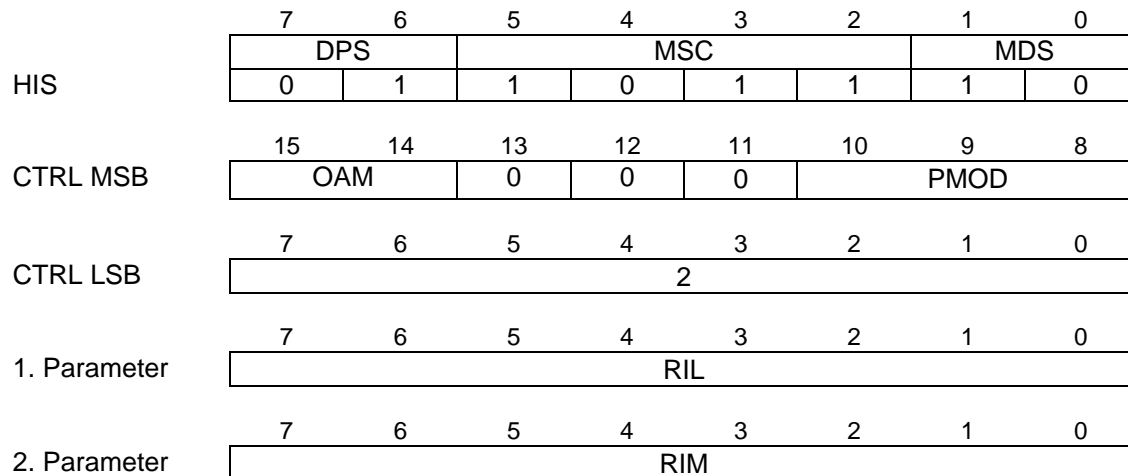 7 6 5 4 3 2 1 0
DPS MSC MDS
HIS 0 1 1 0 1 1 1 0
15 14 13 12 11 10 9 8
CTRL MSB OAM 0 0 0 PMOD
7 6 5 4 3 2 1 0
CTRL LSB 2
7 6 5 4 3 2 1 0
1. Parameter RIL
7 6 5 4 3 2 1 0
2. Parameter RIM